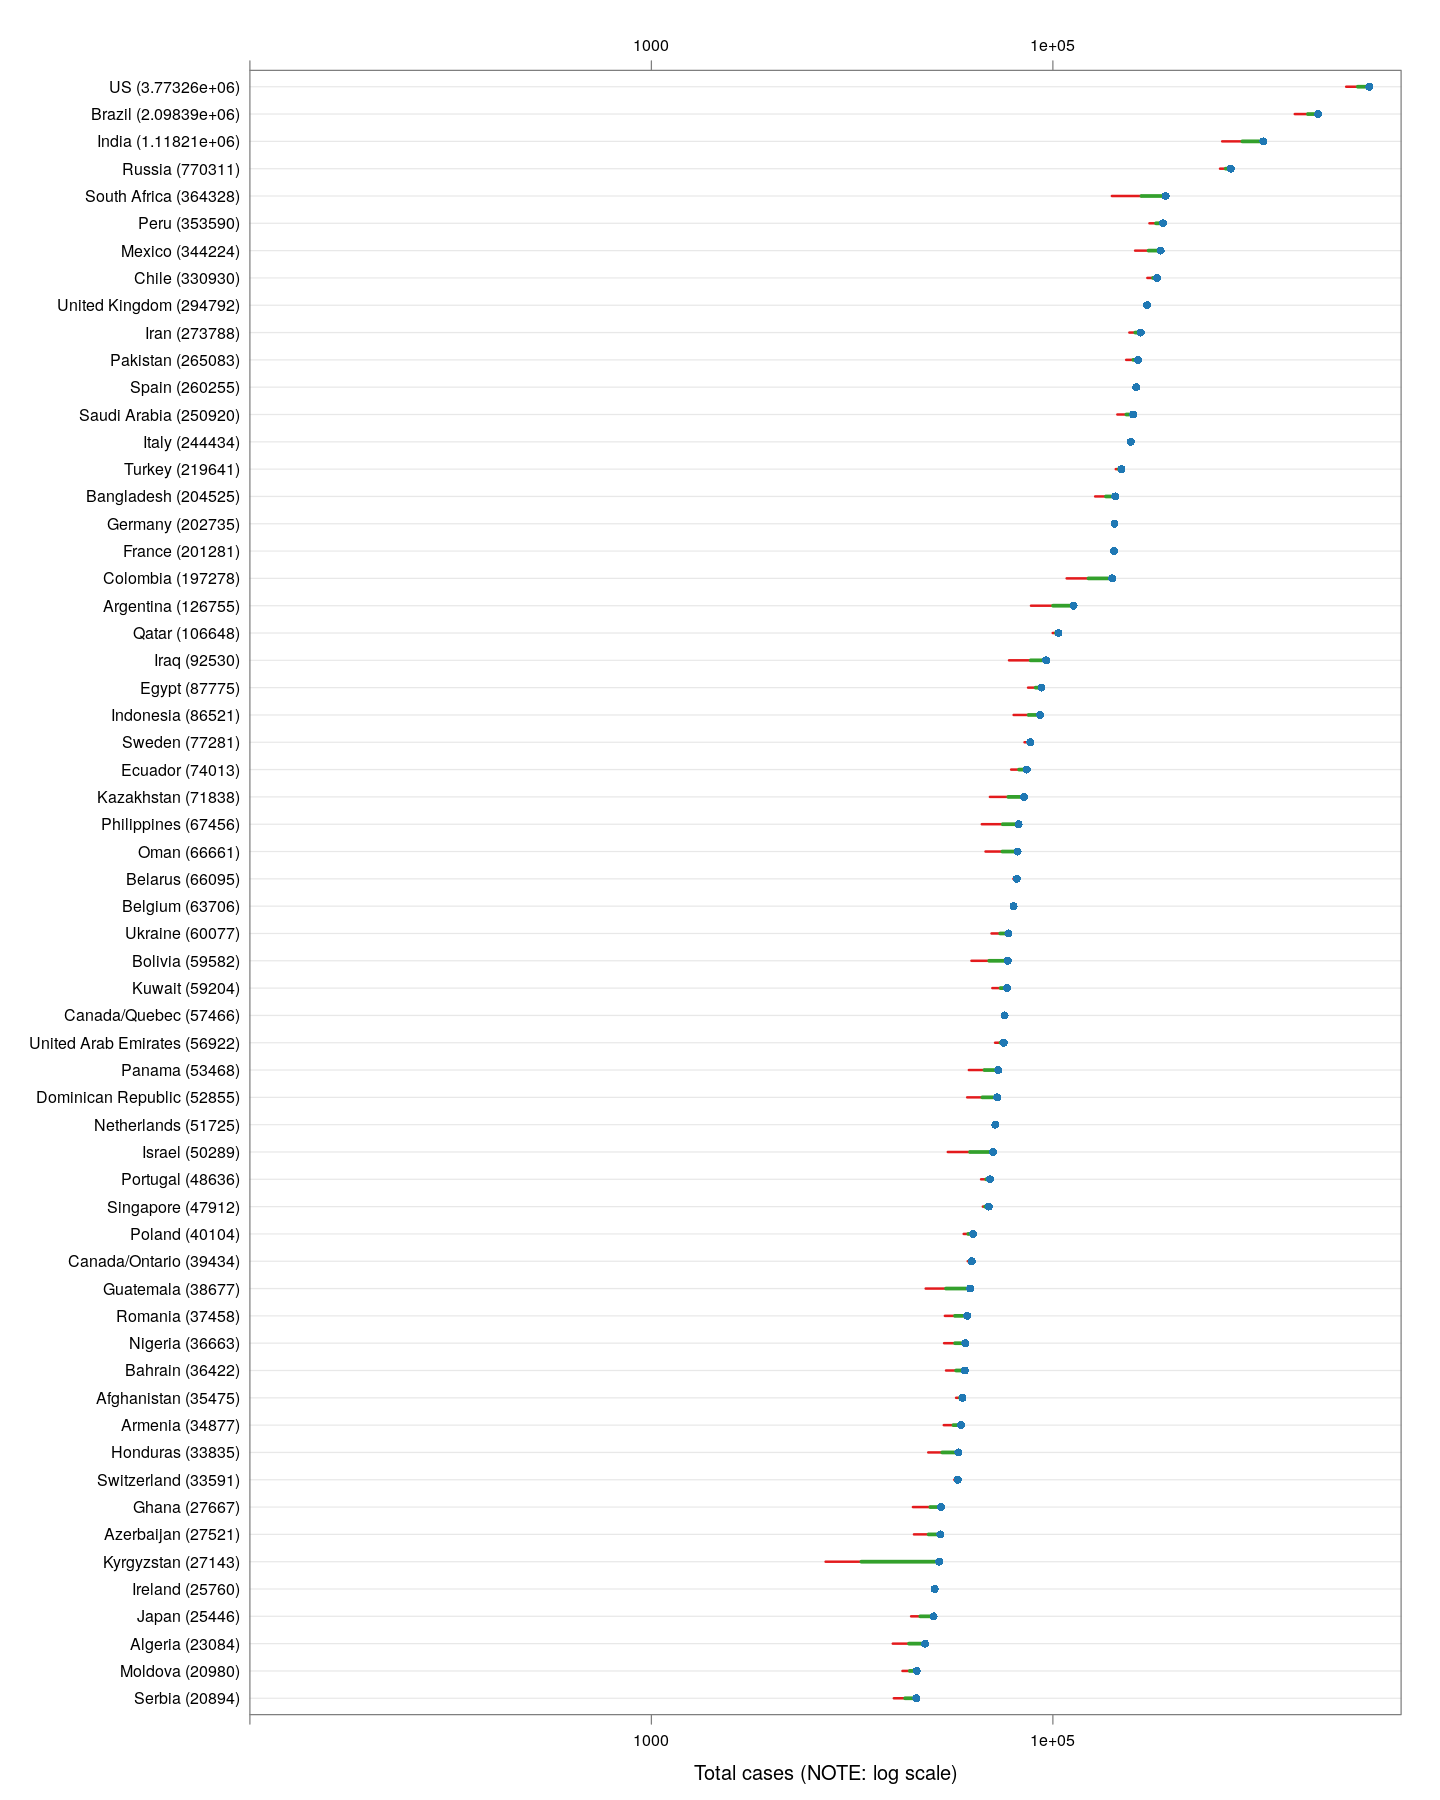 1000 1e+05
US (3.77326e+06)
Brazil (2.09839e+06)
India (1.11821e+06)
Russia (770311)
South Africa (364328)
Peru (353590)
Mexico (344224)
Chile (330930)
United Kingdom (294792)
Iran (273788)
Pakistan (265083)
Spain (260255)
Saudi Arabia (250920)
Italy (244434)
Turkey (219641)
Bangladesh (204525)
Germany (202735)
France (201281)
Colombia (197278)
Argentina (126755)
Qatar (106648)
Iraq (92530)
Egypt (87775)
Indonesia (86521)
Sweden (77281)
Ecuador (74013)
Kazakhstan (71838)
Philippines (67456)
Oman (66661)
Belarus (66095)
Belgium (63706)
Ukraine (60077)
Bolivia (59582)
Kuwait (59204)
Canada/Quebec (57466)
United Arab Emirates (56922)
Panama (53468)
Dominican Republic (52855)
Netherlands (51725)
Israel (50289)
Portugal (48636)
Singapore (47912)
Poland (40104)
Canada/Ontario (39434)
Guatemala (38677)
Romania (37458)
Nigeria (36663)
Bahrain (36422)
Afghanistan (35475)
Armenia (34877)
Honduras (33835)
Switzerland (33591)
Ghana (27667)
Azerbaijan (27521)
Kyrgyzstan (27143)
Ireland (25760)
Japan (25446)
Algeria (23084)
Moldova (20980)
Serbia (20894)
1000 1e+05
Total cases (NOTE: log scale)